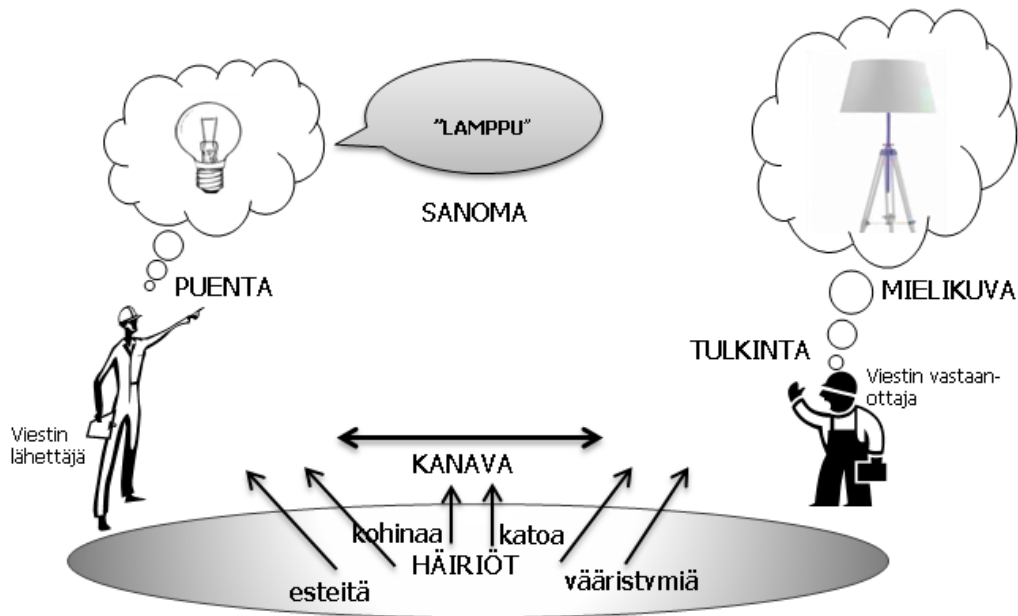 "LAMPPU"
SANOMA
PUENTA
MIELIKUVA
TULKINTA
Viestin vastaan-
ottaja
Viestin
lähettäjä
KANAVA
kohinaa
katoa
HÄIRIÖT
esteitä
vääristymiä